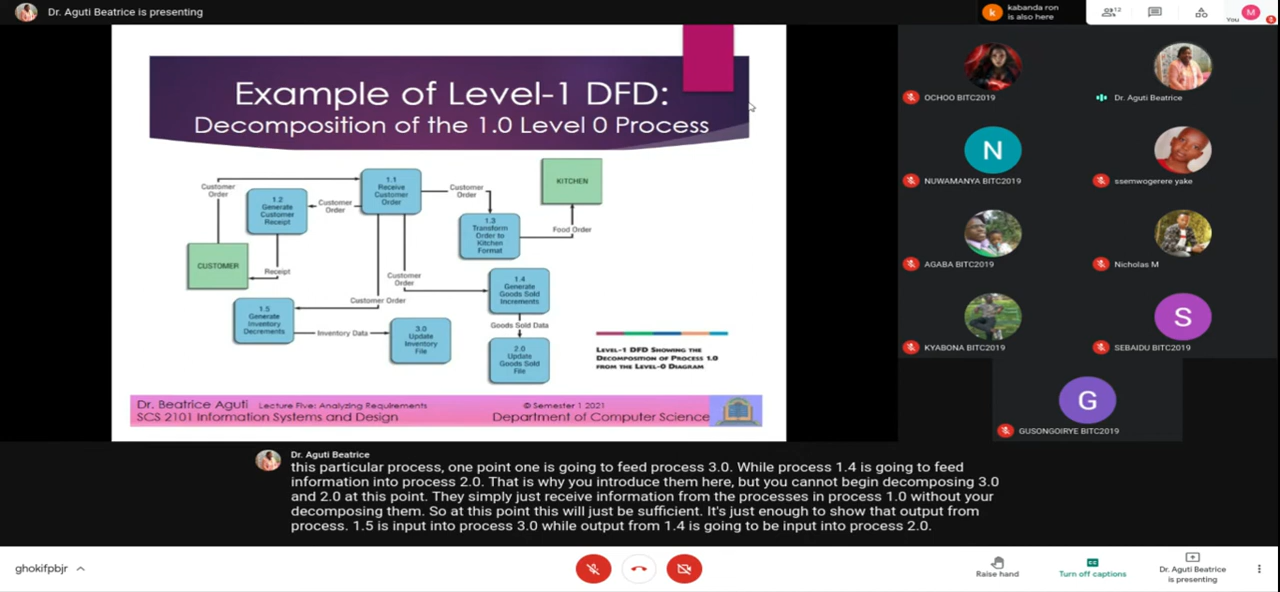 Dr. Aguti Beatrice is presenting
k
kabanda ron
is also here
12
You
M
Example of Level-1 DFD:
Decomposition of the 1.0 Level 0 Process
Customer
Order
1.2
Generate
Customer
Receipt
Customer
Order
1.1
Receive
Customer
Order
Customer
Order
KITCHEN
1.3
Transform
Order to
Kitchen
Format
Food Order
CUSTOMER
Receipt
Customer
Order
1.4
Generate
Goods Sold
Increments
Customer Order
1.5
Generate
Inventory
Decrements
Inventory Data
3.0
Update
Inventory
File
Goods Sold Data
2.0
Update
Goods Sold
File
LEVEL-1 DFD SHOWING THE
DECOMPOSITION OF PROCESS 1.0
FROM THE LEVEL-0 DIAGRAM
Dr. Beatrice Aguti Lecture Five: Analyzing Requirements © Semester 1 2021
SCS 2101 Information Systems and Design Department of Computer Science
OCHOO BITC2019
Dr. Aguti Beatrice
N
NUWAMANYA BITC2019
ssemwogerere yake
AGABA BITC2019
Nicholas M
KYABONA BITC2019
S
SEBAIDU BITC2019
G
GUSONGOIRYE BITC2019
Dr. Aguti Beatrice
this particular process, one point one is going to feed process 3.0. While process 1.4 is going to feed
information into process 2.0. That is why you introduce them here, but you cannot begin decomposing 3.0
and 2.0 at this point. They simply just receive information from the processes in process 1.0 without your
decomposing them. So at this point this will just be sufficient. It's just enough to show that output from
process. 1.5 is input into process 3.0 while output from 1.4 is going to be input into process 2.0.
ghokifpbjr
Raise hand
CC
Turn off captions
Dr. Aguti Beatrice
is presenting